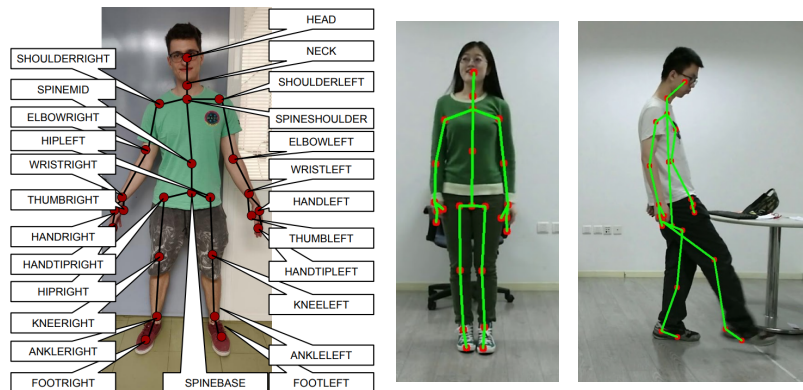 HEAD
NECK
SHOULDERRIGHT
SHOULDERLEFT
SPINEMID
SPINESHOULDER
ELBOWRIGHT
ELBOWLEFT
HIPLEFT
WRISTRIGHT
WRISTLEFT
THUMBRIGHT
HANDLEFT
HANDRIGHT
THUMBLEFT
HANDTIPRIGHT
HANDTIPLEFT
HIPRIGHT
KNEELEFT
KNEERIGHT
ANKLERIGHT
ANKLELEFT
FOOTRIGHT
SPINEBASE
FOOTLEFT